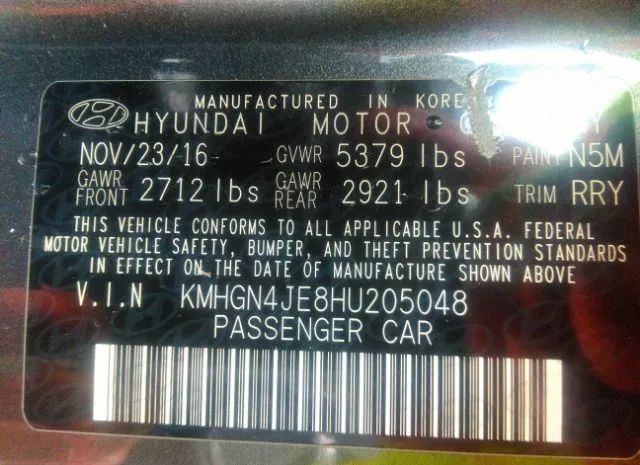 MANUFACTURED IN KORE
HYUNDAI MOTOR
NOV/23/16 GVWR 5379 lbs PAINT N5M
GAWR FRONT 2712 lbs GAWR REAR 2921 lbs TRIM RRY
THIS VEHICLE CONFORMS TO ALL APPLICABLE U.S.A. FEDERAL
MOTOR VEHICLE SAFETY, BUMPER, AND THEFT PREVENTION STANDARDS
IN EFFECT ON THE DATE OF MANUFACTURE SHOWN ABOVE
V.I.N KMHGN4JE8HU205048
PASSENGER CAR